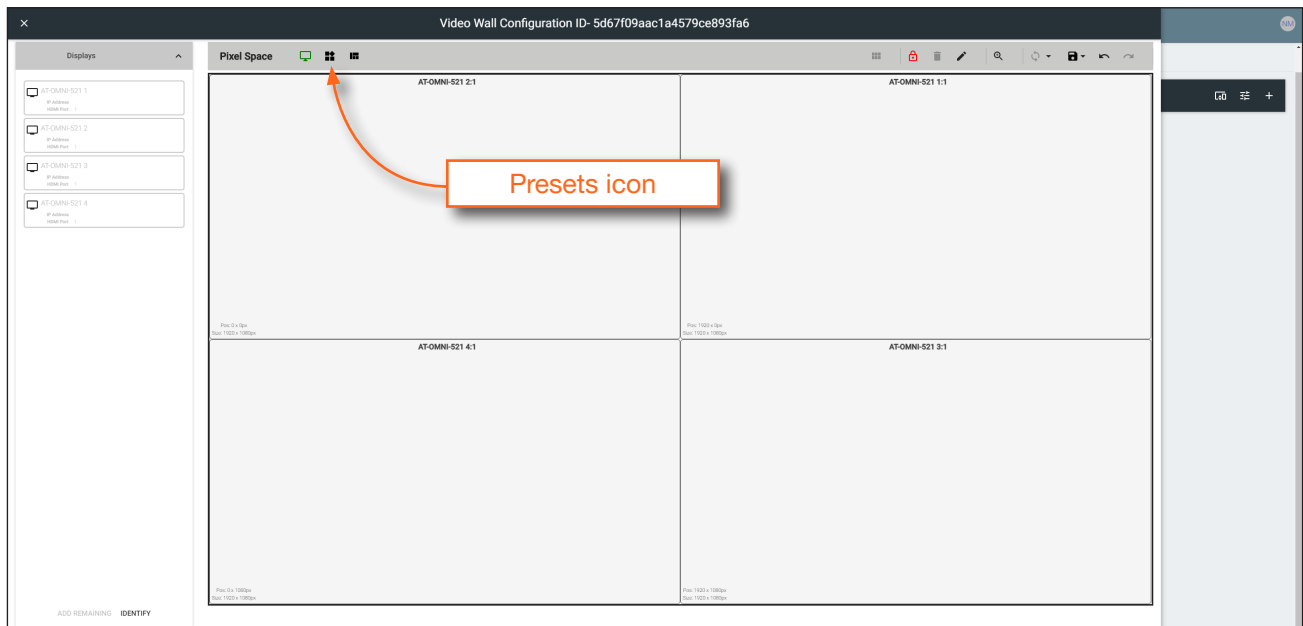 Video Wall Configuration ID- 5d67f09aac1a4579ce893fa6
NM
Displays
Pixel Space
AT-OMNI-521 1
IP Address
HDMI Port 1
AT-OMNI-521 2
IP Address
HDMI Port 1
AT-OMNI-521 3
IP Address
HDMI Port 1
AT-OMNI-521 4
IP Address
HDMI Port 1
ADD REMAINING IDENTIFY
AT-OMNI-521 2:1
AT-OMNI-521 1:1
Presets icon
Pos: 0 x 0px
Size: 1920 x 1080px
Pos: 1920 x 0px
Size: 1920 x 1080px
AT-OMNI-521 4:1
AT-OMNI-521 3:1
Pos: 0 x 1080px
Size: 1920 x 1080px
Pos: 1920 x 1080px
Size: 1920 x 1080px